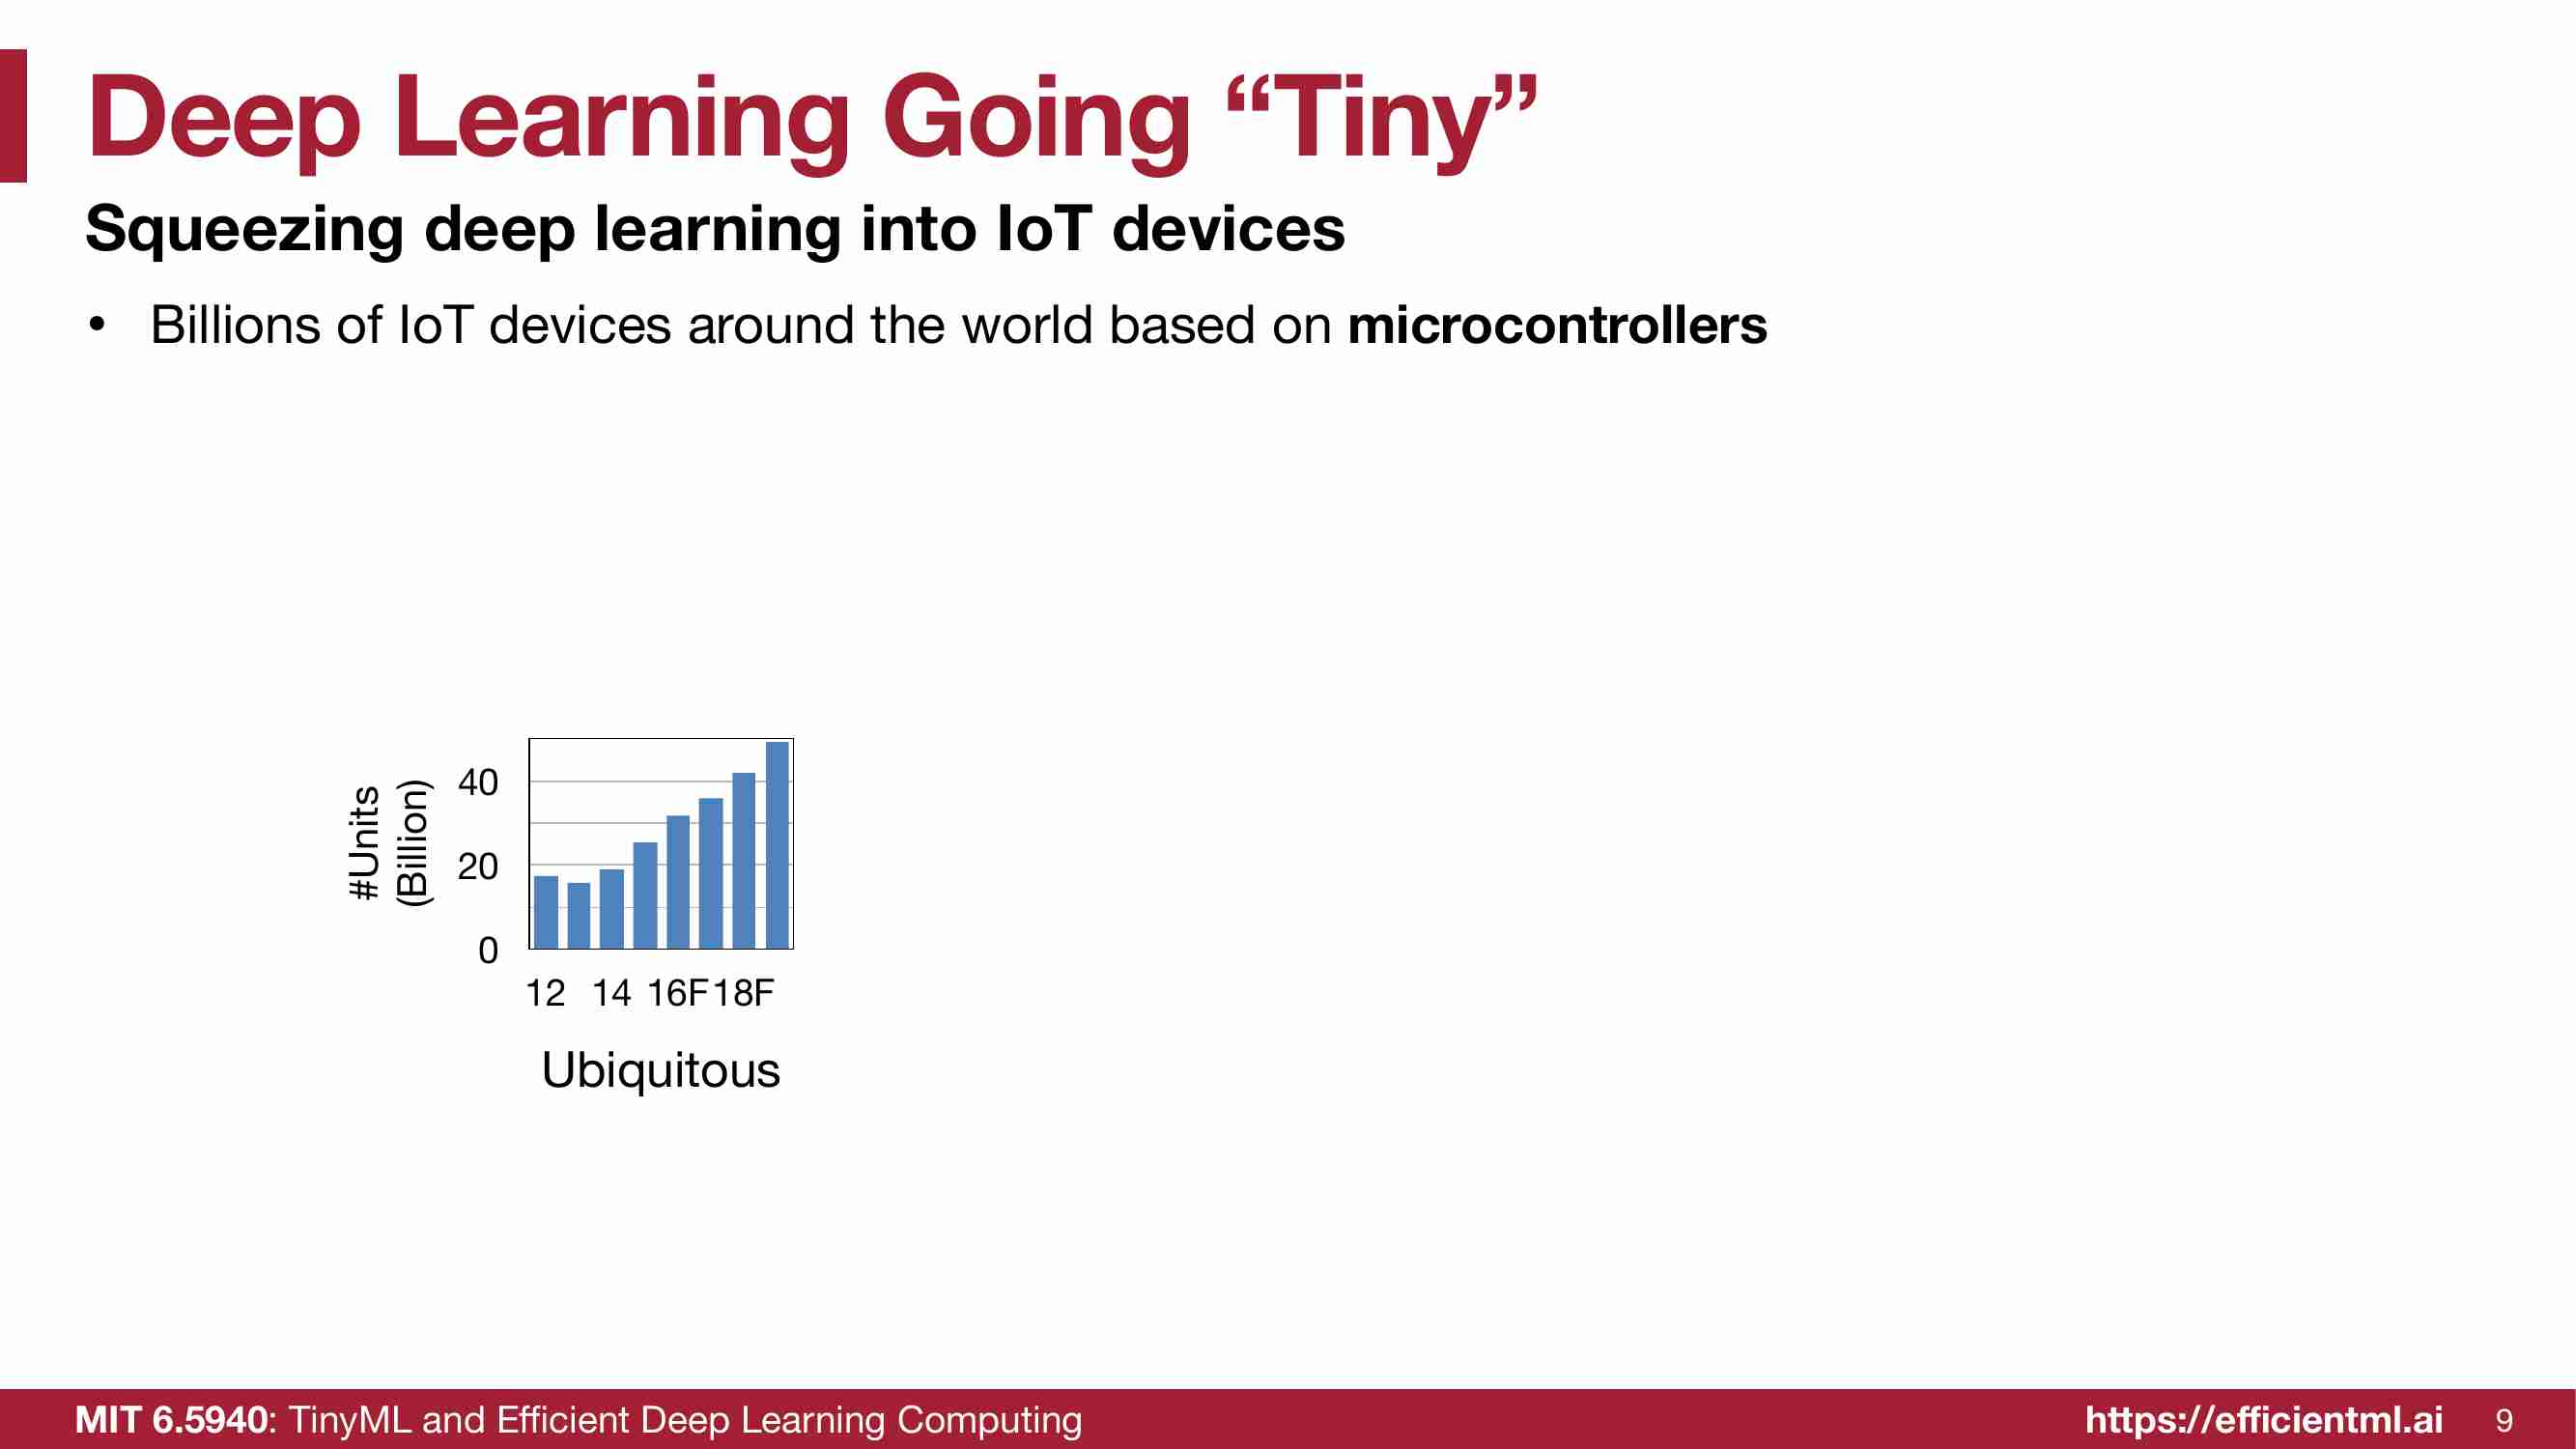 Deep Learning Going “Tiny”
Squeezing deep learning into IoT devices
• Billions of IoT devices around the world based on microcontrollers
#Units
(Billion)
40
20
0
12 14 16F 18F
Ubiquitous
MIT 6.5940: TinyML and Efficient Deep Learning Computing
https://efficientml.ai 9